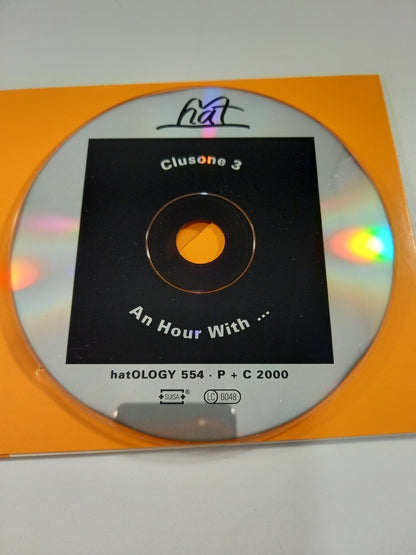 hat
Clusone 3
An Hour With ...
hatOLOGY 554 · P + C 2000
SUISA ® LC 6048